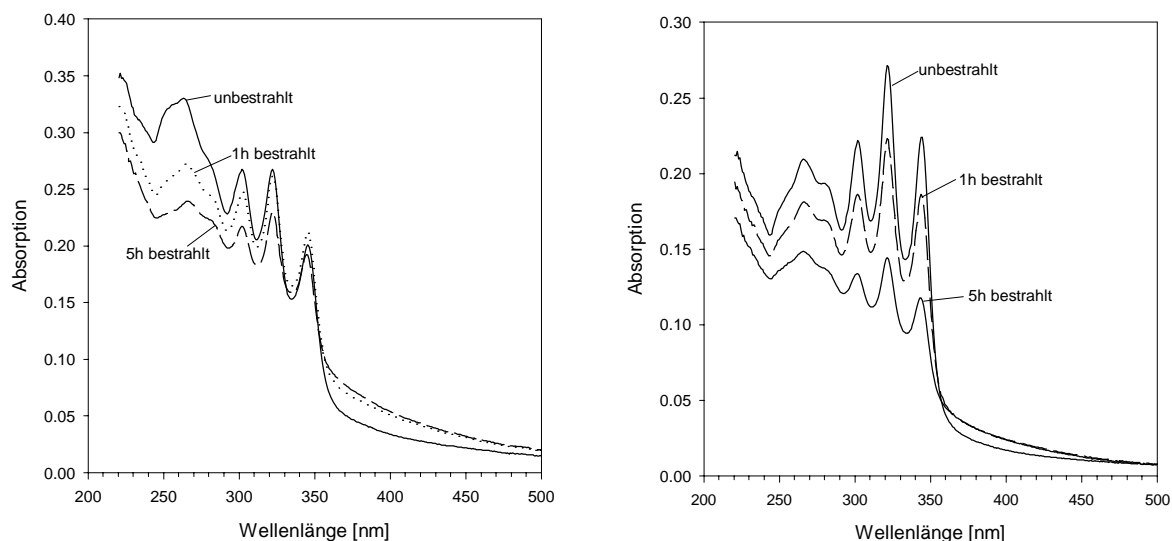 0.40
0.35
0.30
0.25
0.20
0.15
0.10
0.05
0.00
Absorption
unbestrahlt
1h bestrahlt
5h bestrahlt
200 250 300 350 400 450 500
Wellenlänge [nm]
0.30
0.25
0.20
0.15
0.10
0.05
0.00
Absorption
unbestrahlt
1h bestrahlt
5h bestrahlt
200 250 300 350 400 450 500
Wellenlänge [nm]